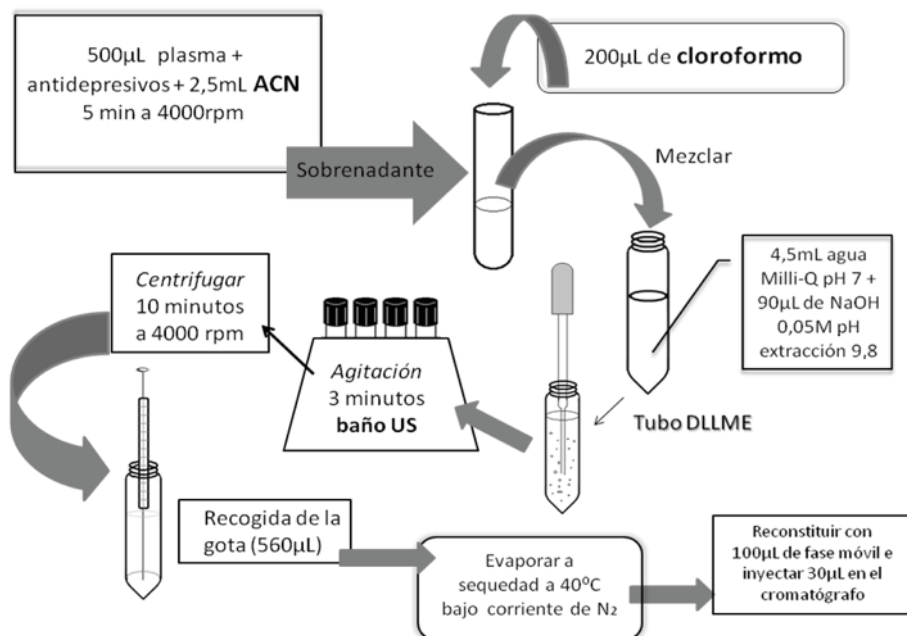 500µL plasma +
antidepresivos + 2,5mL ACN
5 min a 4000rpm
200µL de cloroformo
Sobrenadante
Mezclar
4,5mL agua
Milli-Q pH 7 +
90µL de NaOH
0,05M pH
extracción 9,8
Tubo DLLME
Agitación
3 minutos
baño US
Centrifugar
10 minutos
a 4000 rpm
Recogida de la
gota (560µL)
Evaporar a
sequedad a 40ºC
bajo corriente de N₂
Reconstituir con
100µL de fase móvil e
inyectar 30µL en el
cromatógrafo